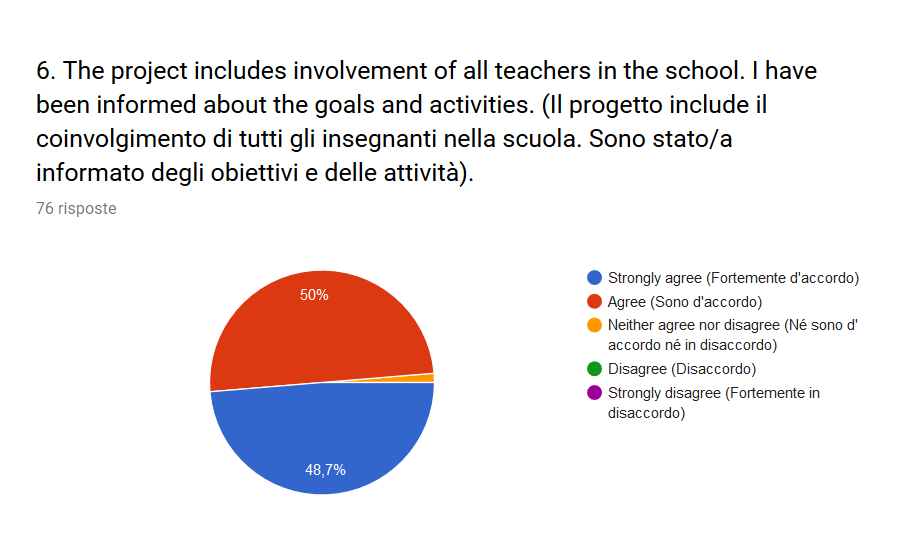 6. The project includes involvement of all teachers in the school. I have
been informed about the goals and activities. (Il progetto include il
coinvolgimento di tutti gli insegnanti nella scuola. Sono stato/a
informato degli obiettivi e delle attività).
76 risposte
50%
48,7%
Strongly agree (Fortemente d'accordo)
Agree (Sono d'accordo)
Neither agree nor disagree (Né sono d'
accordo né in disaccordo)
Disagree (Disaccordo)
Strongly disagree (Fortemente in
disaccordo)